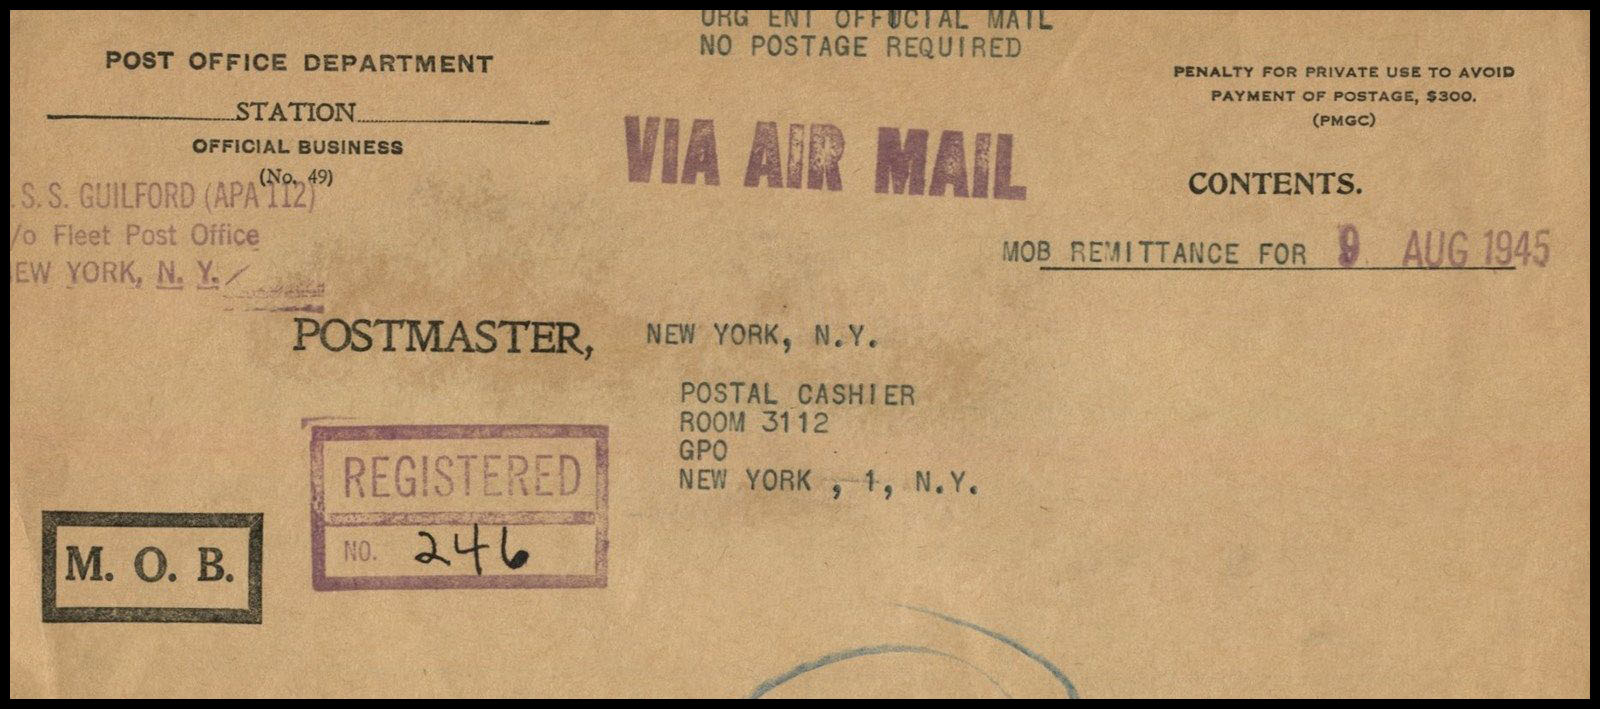 URG ENT OFFUCIAL MAIL
NO POSTAGE REQUIRED
POST OFFICE DEPARTMENT
STATION
OFFICIAL BUSINESS
(No. 49)
. S. S. GUILFORD (APA 112)
/o Fleet Post Office
EW YORK, N. Y.
VIA AIR MAIL
PENALTY FOR PRIVATE USE TO AVOID
PAYMENT OF POSTAGE, $300.
(PMGC)
CONTENTS.
MOB REMITTANCE FOR 9 AUG 1945
POSTMASTER, NEW YORK, N.Y.
POSTAL CASHIER
ROOM 3112
GPO
NEW YORK , 1, N.Y.
REGISTERED
NO. 246
M. O. B.